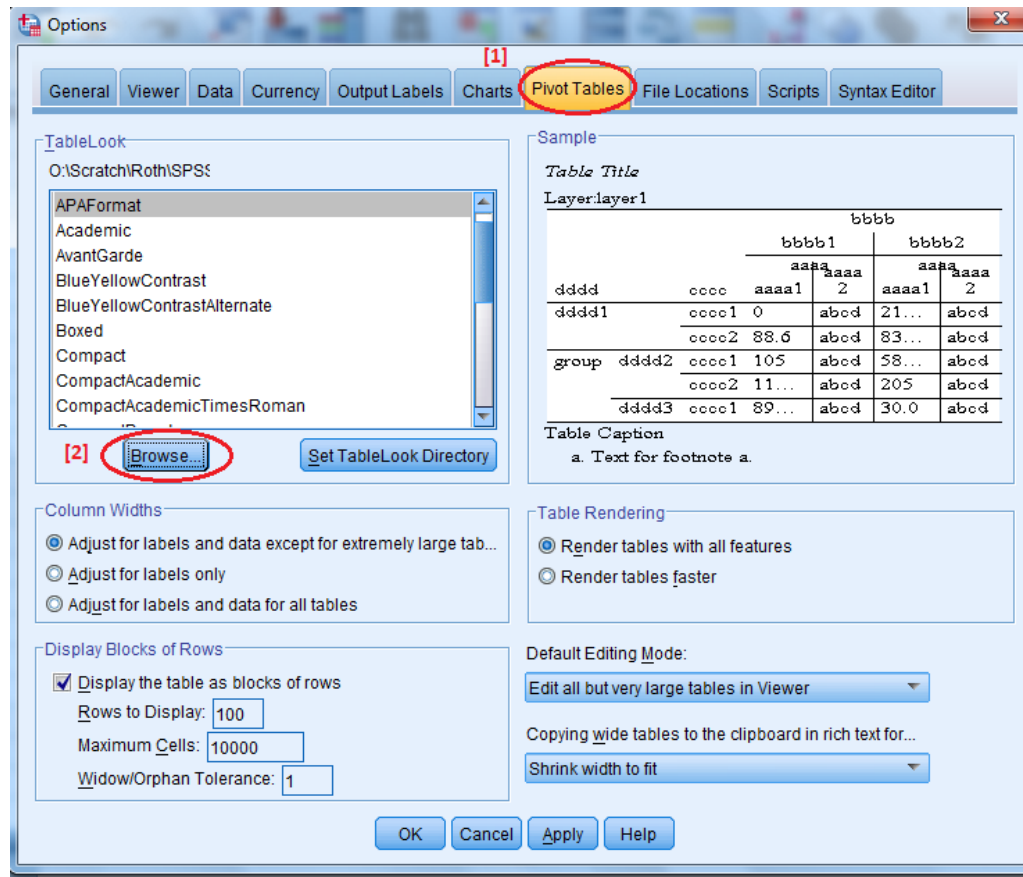 Options
[1]
General Viewer Data Currency Output Labels Charts Pivot Tables File Locations Scripts Syntax Editor
TableLook
O:\Scratch\Roth\SPSS
APAFormat
Academic
AvantGarde
BlueYellowContrast
BlueYellowContrastAlternate
Boxed
Compact
CompactAcademic
CompactAcademicTimesRoman
[2] Browse... Set TableLook Directory
Sample
Table Title
Layer:layer1
bbbb
bbbb1 bbbb2
aaaa aaaa
dddd cccc aaaa1 aaaa 2 aaaa1 aaaa 2
dddd1 cccc1 0 abcd 21... abcd
cccc2 88.6 abcd 83... abcd
group dddd2 cccc1 105 abcd 58... abcd
cccc2 11... abcd 205 abcd
dddd3 cccc1 89... abcd 30.0 abcd
Table Caption
a. Text for footnote a.
Column Widths
Adjust for labels and data except for extremely large tab...
Adjust for labels only
Adjust for labels and data for all tables
Table Rendering
Render tables with all features
Render tables faster
Display Blocks of Rows
Display the table as blocks of rows
Rows to Display: 100
Maximum Cells: 10000
Widow/Orphan Tolerance: 1
Default Editing Mode:
Edit all but very large tables in Viewer
Copying wide tables to the clipboard in rich text for...
Shrink width to fit
OK Cancel Apply Help